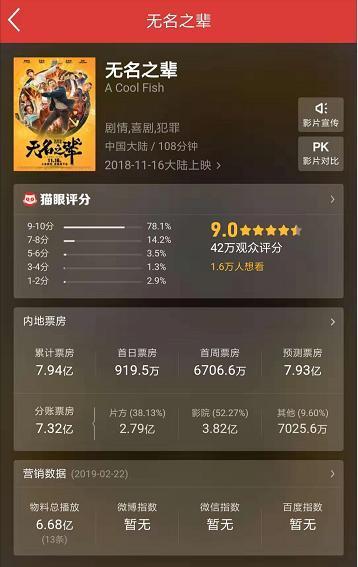 无名之辈
无名之辈
A Cool Fish
剧情,喜剧,犯罪
中国大陆 / 108分钟
2018-11-16大陆上映 >
影片宣传
PK
影片对比
无名之辈
11.16
猫眼评分
9-10分 78.1%
7-8分 14.2%
5-6分 3.5%
3-4分 1.3%
1-2分 2.9%
9.0
42万观众评分
1.6万人想看
内地票房
累计票房 首日票房 首周票房 预测票房
7.94亿 919.5万 6706.6万 7.93亿
分账票房 片方 (38.13%) 影院 (52.27%) 其他 (9.60%)
7.32亿 2.79亿 3.82亿 7025.6万
营销数据 (2019-02-22)
物料总播放 微博指数 微信指数 百度指数
6.68亿 暂无 暂无 暂无
(13条)